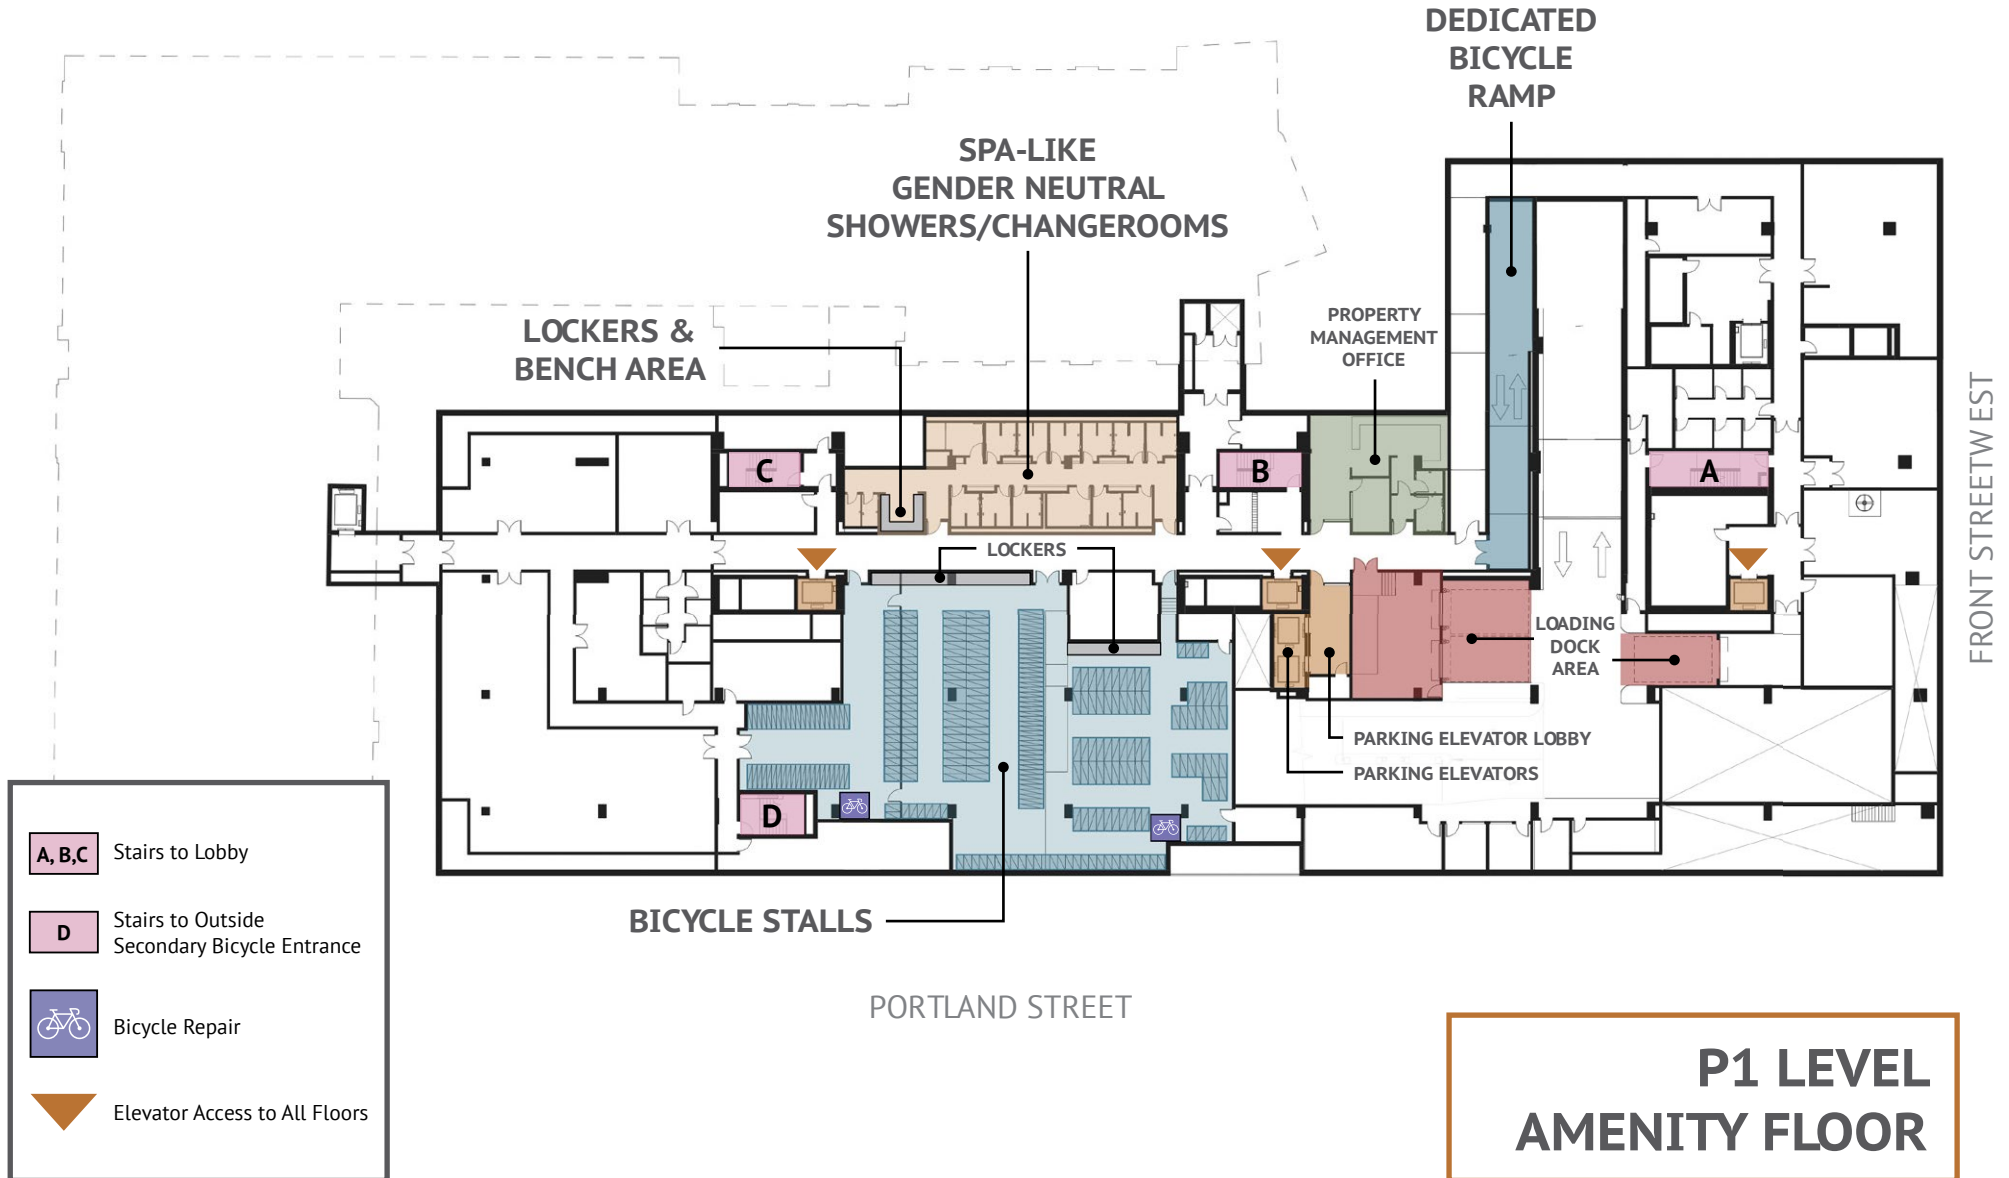 DEDICATED
BICYCLE
RAMP
SPA-LIKE
GENDER NEUTRAL
SHOWERS/CHANGEROOMS
LOCKERS &
BENCH AREA
PROPERTY
MANAGEMENT
OFFICE
C
B
A
LOCKERS
LOADING
DOCK
AREA
PARKING ELEVATOR LOBBY
PARKING ELEVATORS
D
BICYCLE STALLS
FRONT STREETWEST
PORTLAND STREET
A, B,C Stairs to Lobby
D Stairs to Outside
Secondary Bicycle Entrance
Bicycle Repair
Elevator Access to All Floors
P1 LEVEL
AMENITY FLOOR